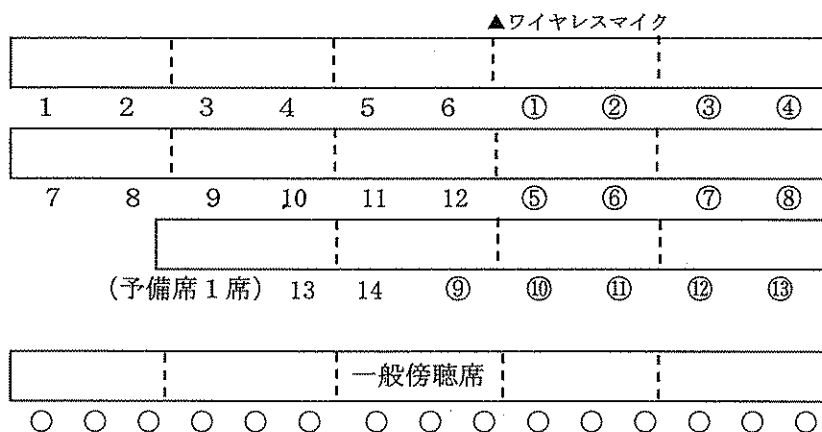 ▲ワイヤレスマイク
1 2 3 4 5 6 ① ② ③ ④
7 8 9 10 11 12 ⑤ ⑥ ⑦ ⑧
(予備席1席) 13 14 ⑨ ⑩ ⑪ ⑫ ⑬
一般傍聴席
○ ○ ○ ○ ○ ○ ○ ○ ○ ○ ○ ○ ○ ○ ○